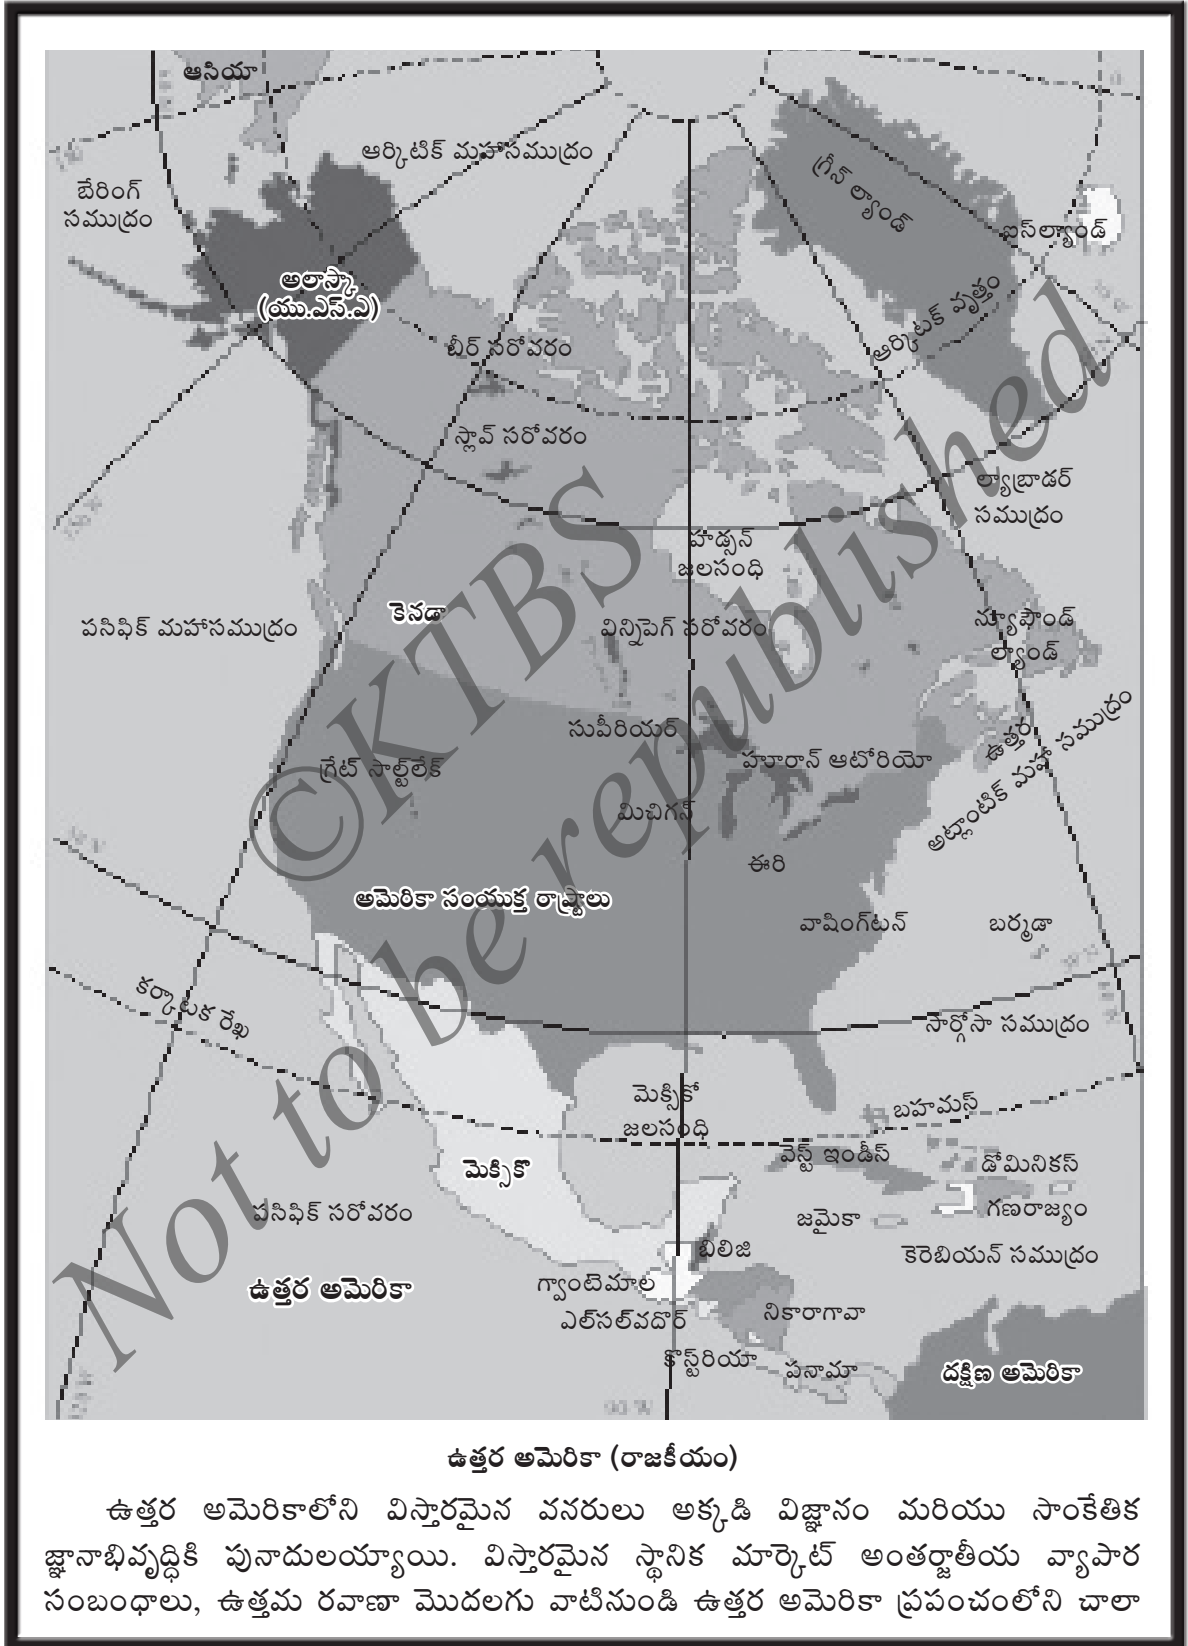 ఆసియా
ఆర్కిటిక్ మహాసముద్రం
బేరింగ్
సముద్రం
గ్రీన్ ల్యాండ్
ఐస్‌ల్యాండ్
అలాస్కా
(యు.ఎస్.ఎ)
ఆర్కిటిక్ వృత్తం
బీర్ సరోవరం
స్లావ్ సరోవరం
ల్యాబ్రాడర్
సముద్రం
హడ్సన్
జలసంధి
కెనడా
పసిఫిక్ మహాసముద్రం
విన్నిపెగ్ సరోవరం
న్యూఫౌండ్
ల్యాండ్
సుపీరియర్
ఉత్తర
అట్లాంటిక్ మహా సముద్రం
గ్రేట్ సాల్ట్‌లేక్
హూరాన్ ఆటోరియో
మిచిగన్
ఈరి
అమెరికా సంయుక్త రాష్ట్రాలు
వాషింగ్‌టన్
బర్ముడా
కర్కాటక రేఖ
సార్గోసా సముద్రం
మెక్సికో
జలసంధి
బహమస్
వెస్ట్ ఇండీస్
డోమినికన్
మెక్సికొ
గణరాజ్యం
పసిఫిక్ సరోవరం
జమైకా
బిలిజి
కెరెబియన్ సముద్రం
ఉత్తర అమెరికా
గ్వాంటెమాల
ఎల్‌సల్‌వదొర్
నికారాగావా
కొస్ట్‌రియా
పనామా
దక్షిణ అమెరికా
90 W
©KTBS
Not to be republished
ఉత్తర అమెరికా (రాజకీయం)
ఉత్తర అమెరికాలోని విస్తారమైన వనరులు అక్కడి విజ్ఞానం మరియు సాంకేతిక
జ్ఞానాభివృద్ధికి పునాదులయ్యాయి. విస్తారమైన స్థానిక మార్కెట్ అంతర్జాతీయ వ్యాపార
సంబంధాలు, ఉత్తమ రవాణా మొదలగు వాటినుండి ఉత్తర అమెరికా ప్రపంచంలోని చాలా